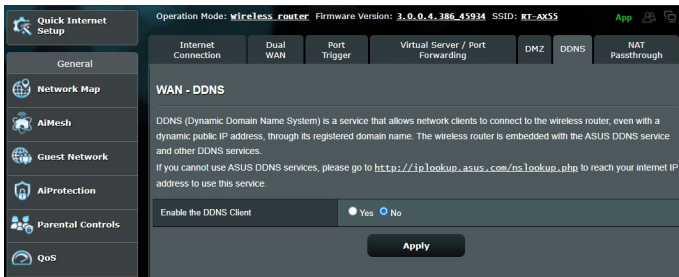 Quick Internet
Setup
Operation Mode: Wireless router Firmware Version: 3.0.0.4.386_45934 SSID: RT-AX55
App
General
Network Map
AiMesh
Guest Network
AiProtection
Parental Controls
QoS
Internet
Connection
Dual
WAN
Port
Trigger
Virtual Server / Port
Forwarding
DMZ
DDNS
NAT
Passthrough
WAN - DDNS
DDNS (Dynamic Domain Name System) is a service that allows network clients to connect to the wireless router, even with a
dynamic public IP address, through its registered domain name. The wireless router is embedded with the ASUS DDNS service
and other DDNS services.
If you cannot use ASUS DDNS services, please go to http://iplookup.asus.com/nslookup.php to reach your internet IP
address to use this service.
Enable the DDNS Client
Yes No
Apply